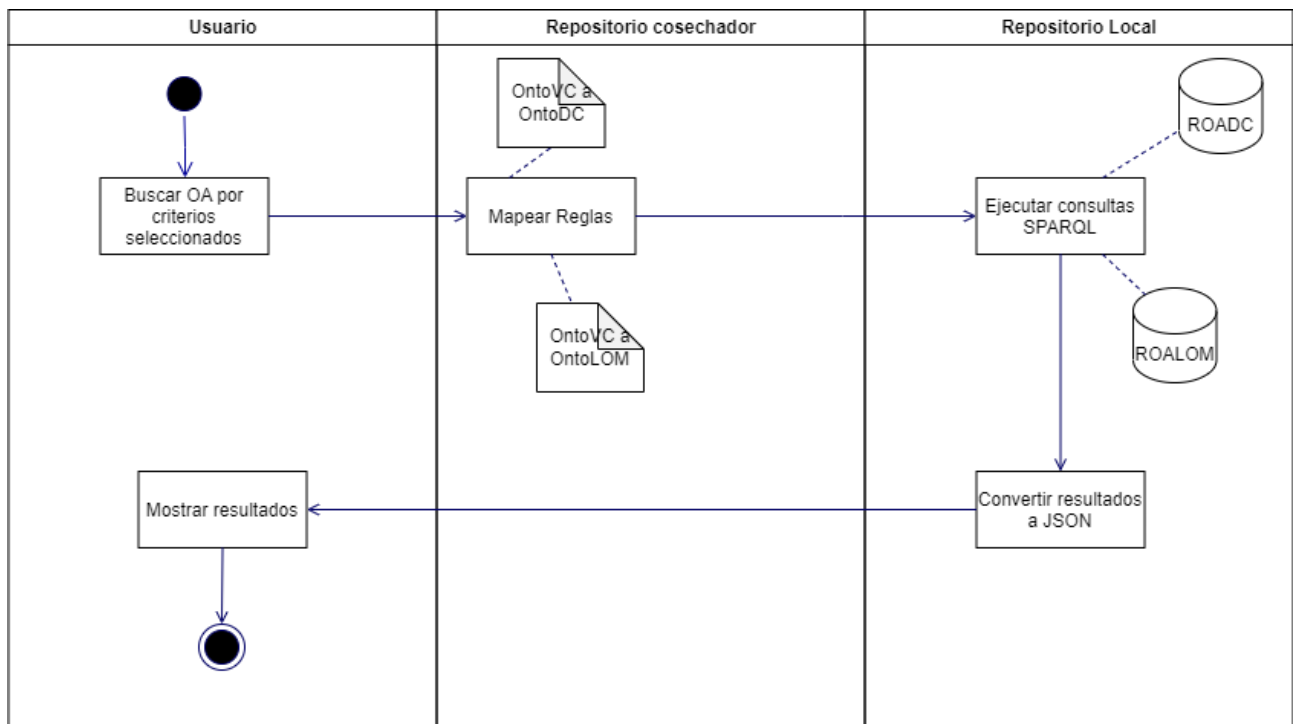 Usuario
Repositorio cosechador
Repositorio Local
OntoVC a
OntoDC
ROADC
Buscar OA por
criterios
seleccionados
Mapear Reglas
Ejecutar consultas
SPARQL
OntoVC a
OntoLOM
ROALOM
Mostrar resultados
Convertir resultados
a JSON